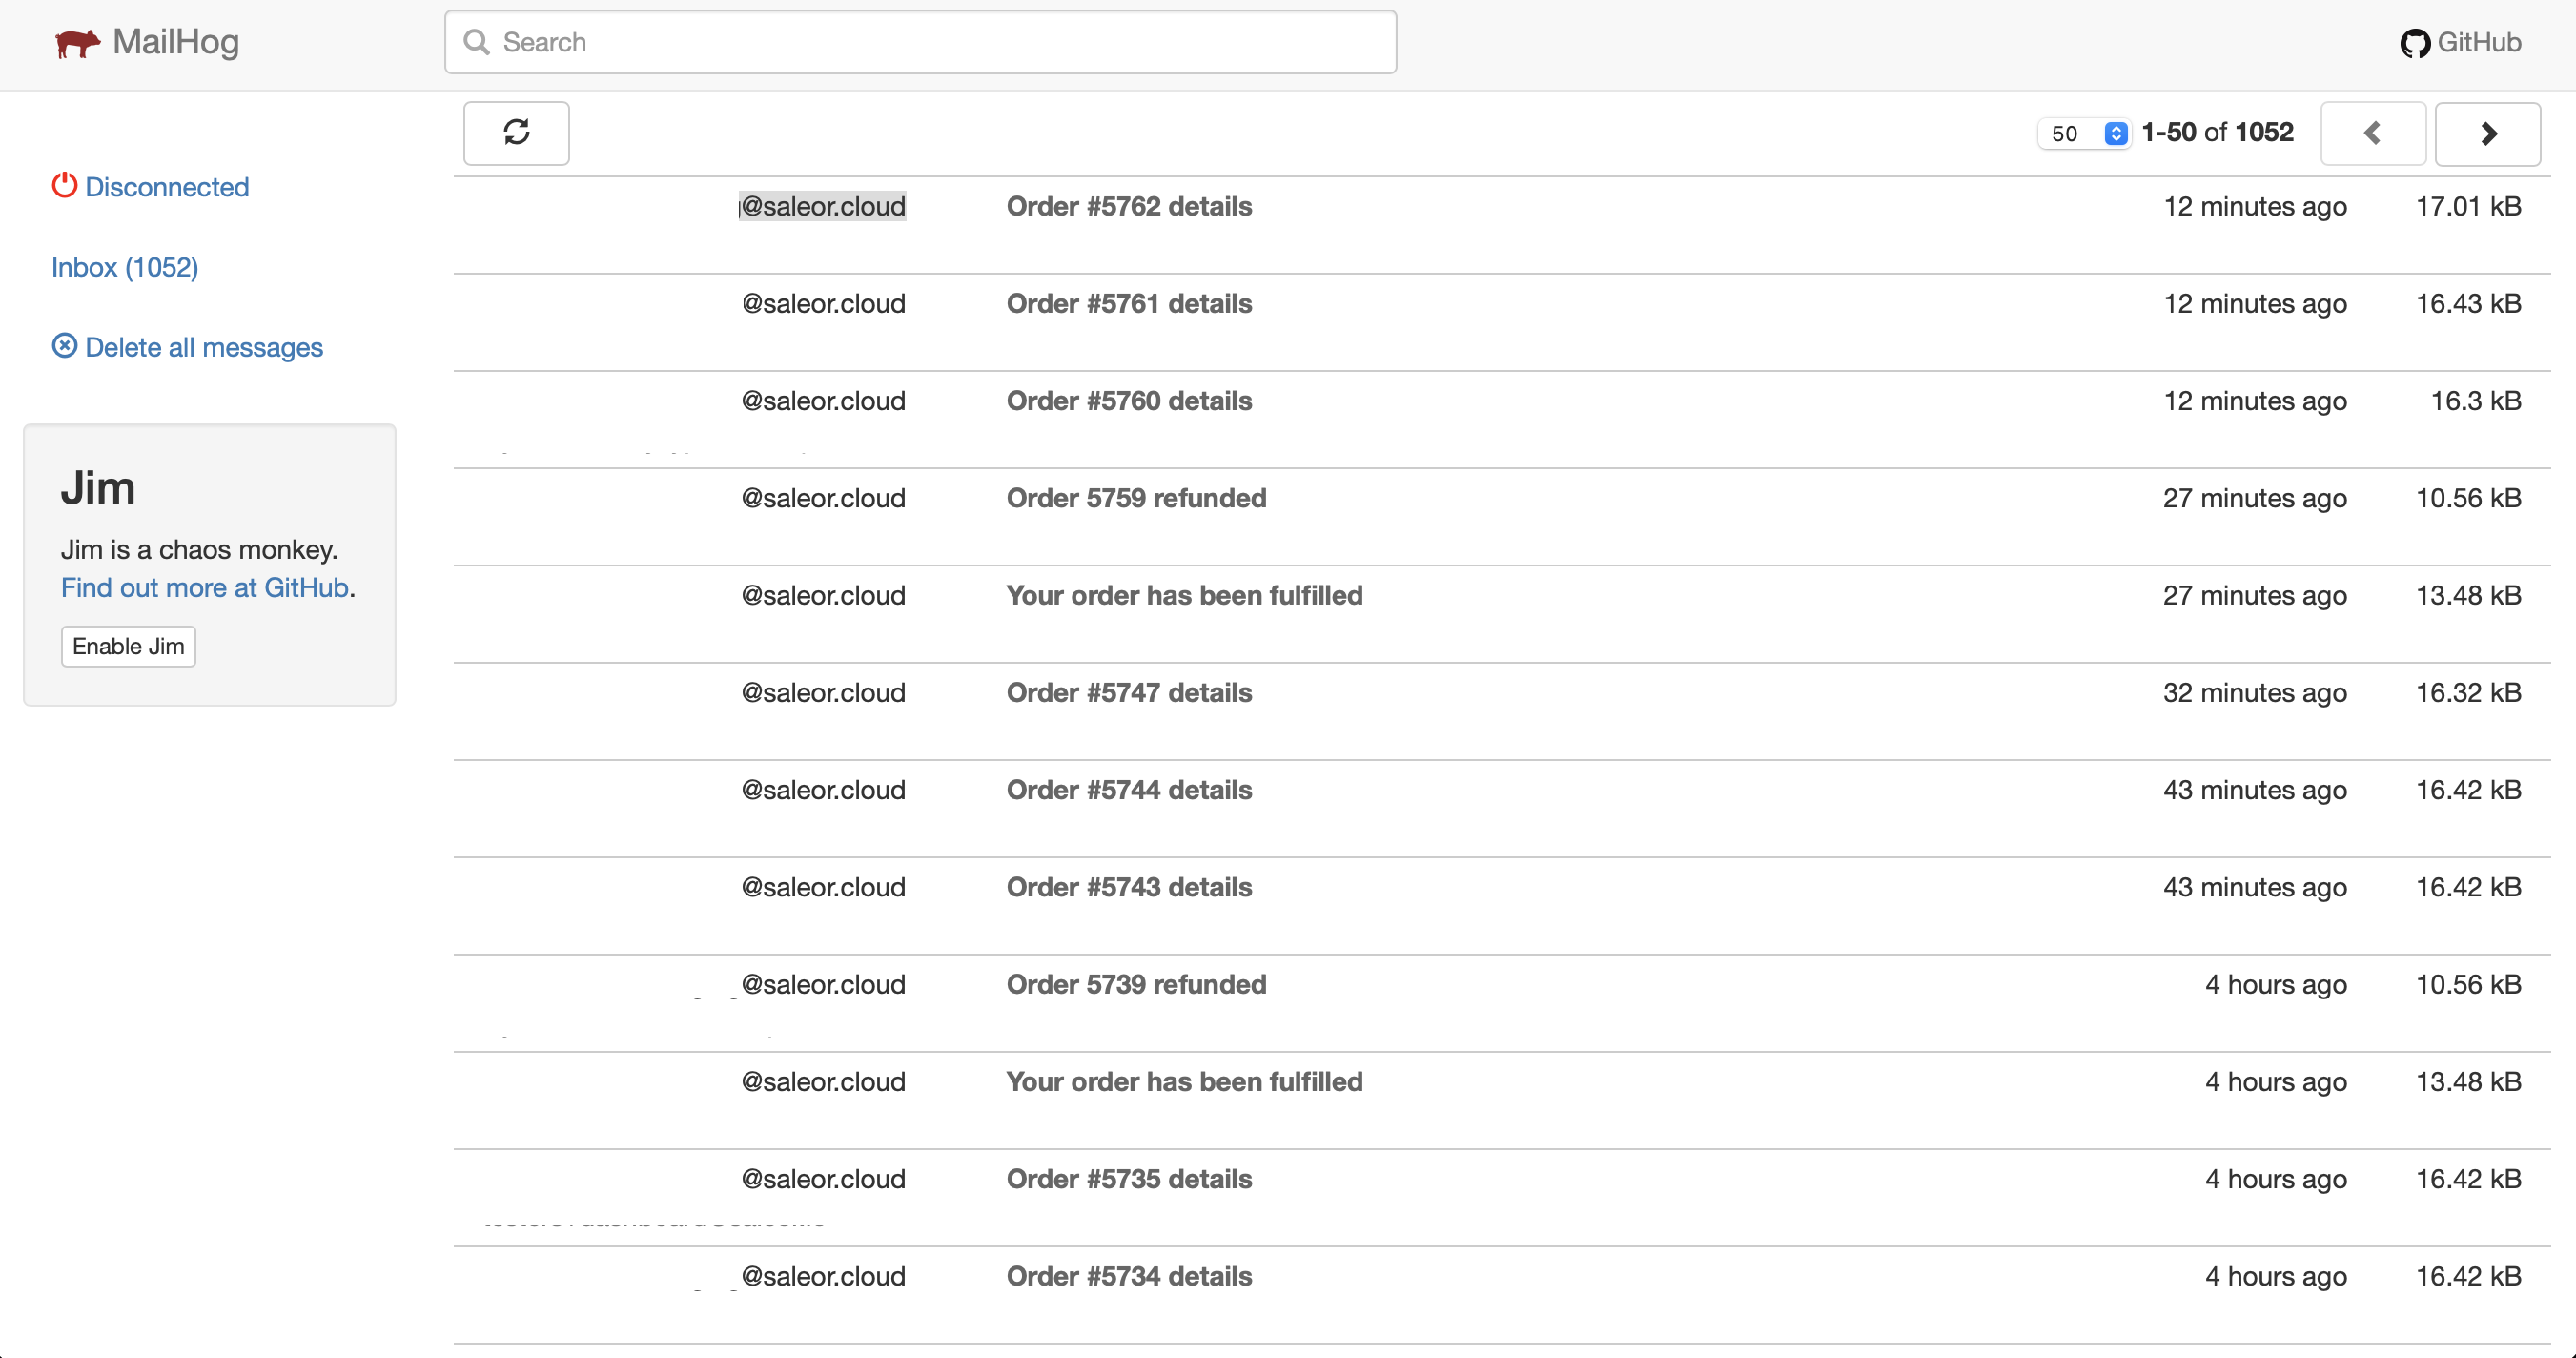 MailHog
Search
GitHub
50 1-50 of 1052
Disconnected
Inbox (1052)
Delete all messages
Jim
Jim is a chaos monkey.
Find out more at GitHub.
Enable Jim
@saleor.cloud Order #5762 details 12 minutes ago 17.01 kB
@saleor.cloud Order #5761 details 12 minutes ago 16.43 kB
@saleor.cloud Order #5760 details 12 minutes ago 16.3 kB
@saleor.cloud Order 5759 refunded 27 minutes ago 10.56 kB
@saleor.cloud Your order has been fulfilled 27 minutes ago 13.48 kB
@saleor.cloud Order #5747 details 32 minutes ago 16.32 kB
@saleor.cloud Order #5744 details 43 minutes ago 16.42 kB
@saleor.cloud Order #5743 details 43 minutes ago 16.42 kB
@saleor.cloud Order 5739 refunded 4 hours ago 10.56 kB
@saleor.cloud Your order has been fulfilled 4 hours ago 13.48 kB
@saleor.cloud Order #5735 details 4 hours ago 16.42 kB
@saleor.cloud Order #5734 details 4 hours ago 16.42 kB